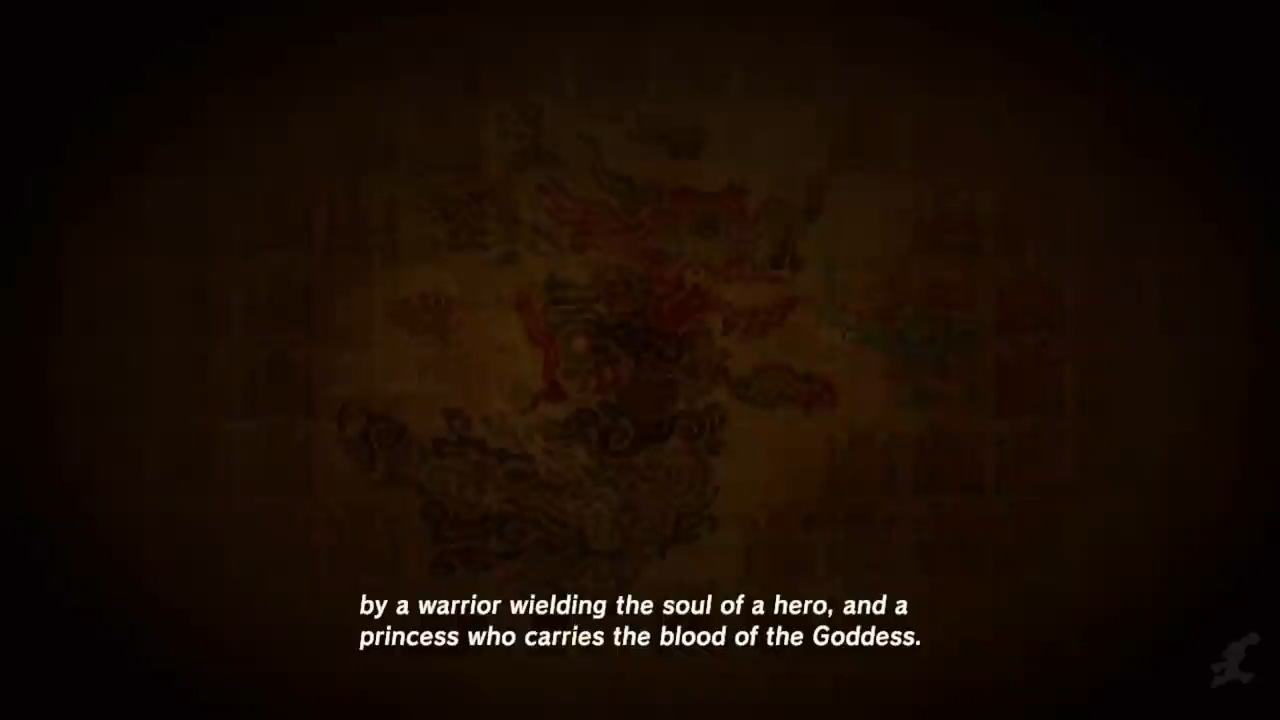 by a warrior wielding the soul of a hero, and a
princess who carries the blood of the Goddess.